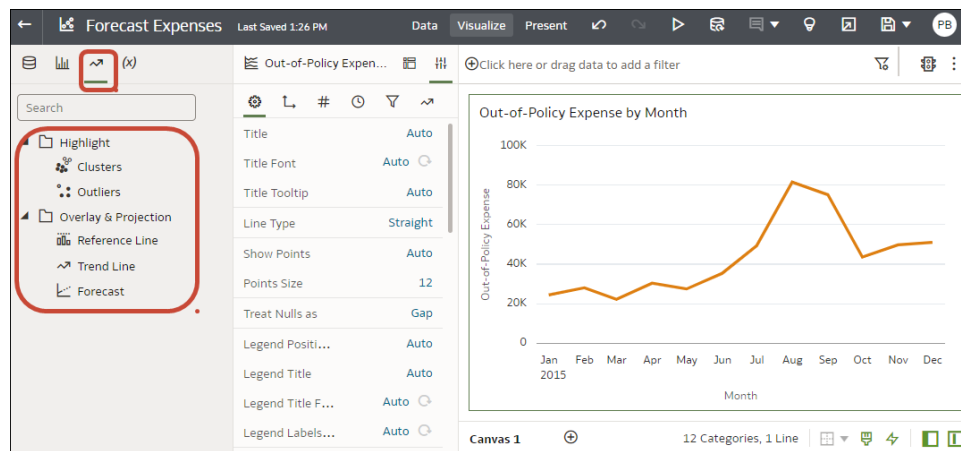 Forecast Expenses Last Saved 1:26 PM Data Visualize Present PB
(x) Out-of-Policy Expen... Click here or drag data to add a filter
Search
Highlight
Clusters
Outliers
Overlay & Projection
Reference Line
Trend Line
Forecast
#
Title Auto
Title Font Auto
Title Tooltip Auto
Line Type Straight
Show Points Auto
Points Size 12
Treat Nulls as Gap
Legend Positi... Auto
Legend Title Auto
Legend Title F... Auto
Legend Labels... Auto
Out-of-Policy Expense by Month
Out-of-Policy Expense
100K
80K
60K
40K
20K
0
Jan Feb Mar Apr May Jun Jul Aug Sep Oct Nov Dec
2015
Month
Canvas 1 12 Categories, 1 Line